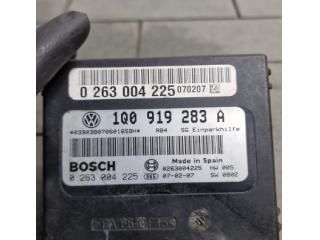 0 263 004 225 070207
1Q0 919 283 A
RB4 SG Einparkhilfe
BOSCH
Made in Spain
0263004225 HW 005
0 263 004 225
07-02-07 SW 0002